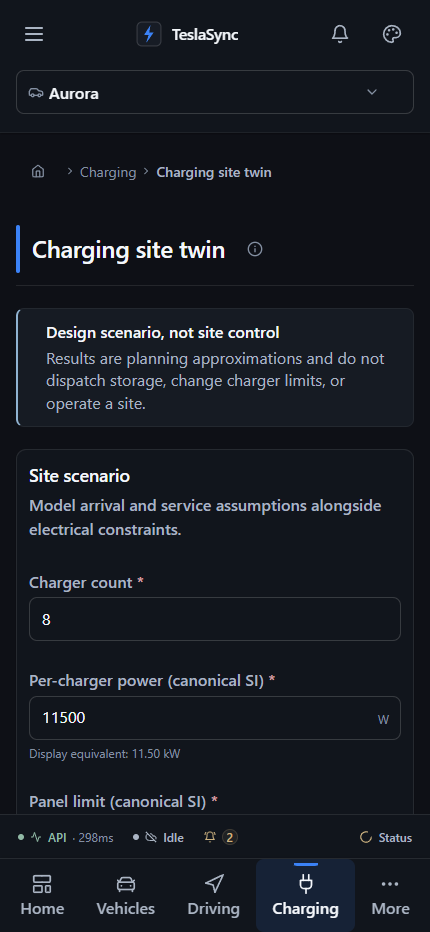 TeslaSync
Aurora
Charging
Charging site twin
Charging site twin
Design scenario, not site control
Results are planning approximations and do not
dispatch storage, change charger limits, or
operate a site.
Site scenario
Model arrival and service assumptions alongside
electrical constraints.
Charger count *
8
Per-charger power (canonical SI) *
11500 W
Display equivalent: 11.50 kW
Panel limit (canonical SI) *
API · 298ms Idle 2 Status
Home Vehicles Driving Charging More